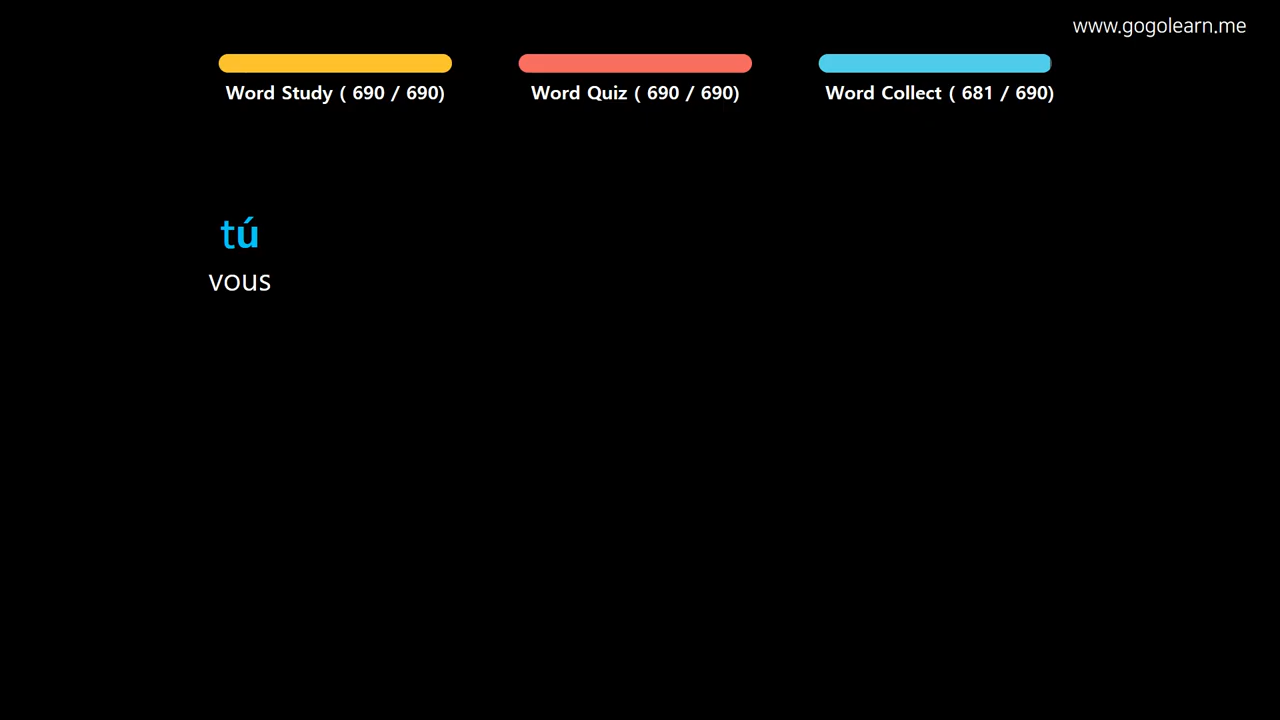 www.gogolearn.me
Word Study ( 690 / 690)
Word Quiz ( 690 / 690)
Word Collect ( 681 / 690)
tú
vous